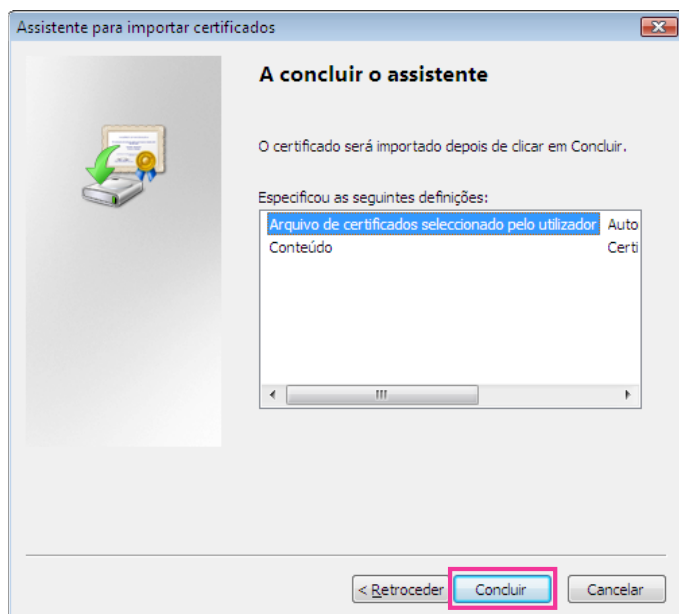 Assistente para importar certificados
A concluir o assistente
O certificado será importado depois de clicar em Concluir.
Especificou as seguintes definições:
Arquivo de certificados seleccionado pelo utilizador Auto
Conteúdo Certi
< Retroceder Concluir Cancelar